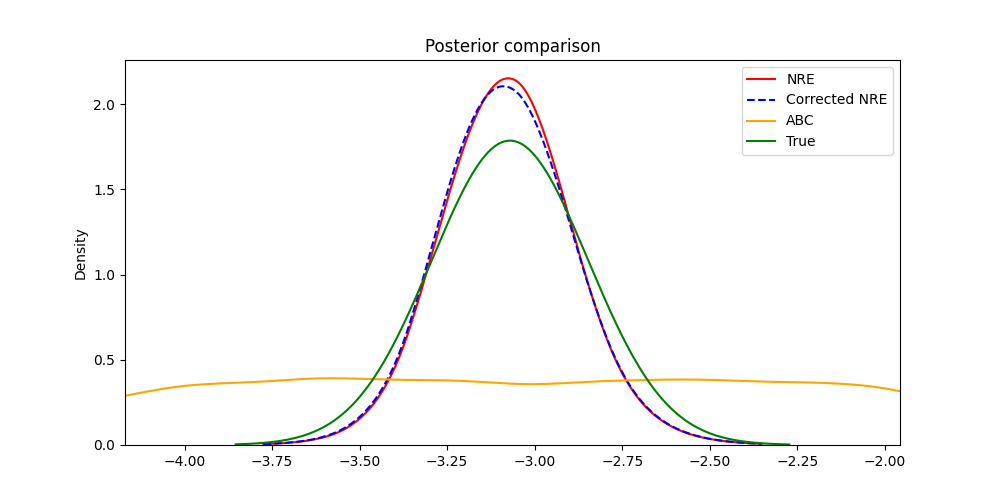 Posterior comparison
NRE
Corrected NRE
ABC
True
Density
2.0
1.5
1.0
0.5
0.0
−4.00 −3.75 −3.50 −3.25 −3.00 −2.75 −2.50 −2.25 −2.00